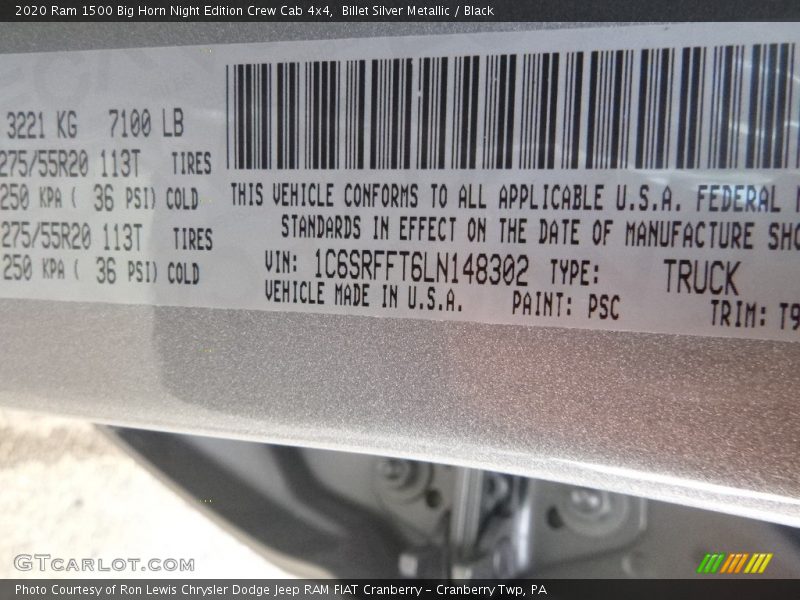 2020 Ram 1500 Big Horn Night Edition Crew Cab 4x4,  Billet Silver Metallic / Black
3221 KG 7100 LB
275/55R20 113T TIRES
250 KPA ( 36 PSI) COLD
275/55R20 113T TIRES
250 KPA ( 36 PSI) COLD
THIS VEHICLE CONFORMS TO ALL APPLICABLE U.S.A. FEDERAL
STANDARDS IN EFFECT ON THE DATE OF MANUFACTURE SHO
VIN: 1C6SRFFT6LN148302 TYPE: TRUCK
VEHICLE MADE IN U.S.A. PAINT: PSC TRIM: T9
GTCARLOT.COM
Photo Courtesy of Ron Lewis Chrysler Dodge Jeep RAM FIAT Cranberry - Cranberry Twp, PA